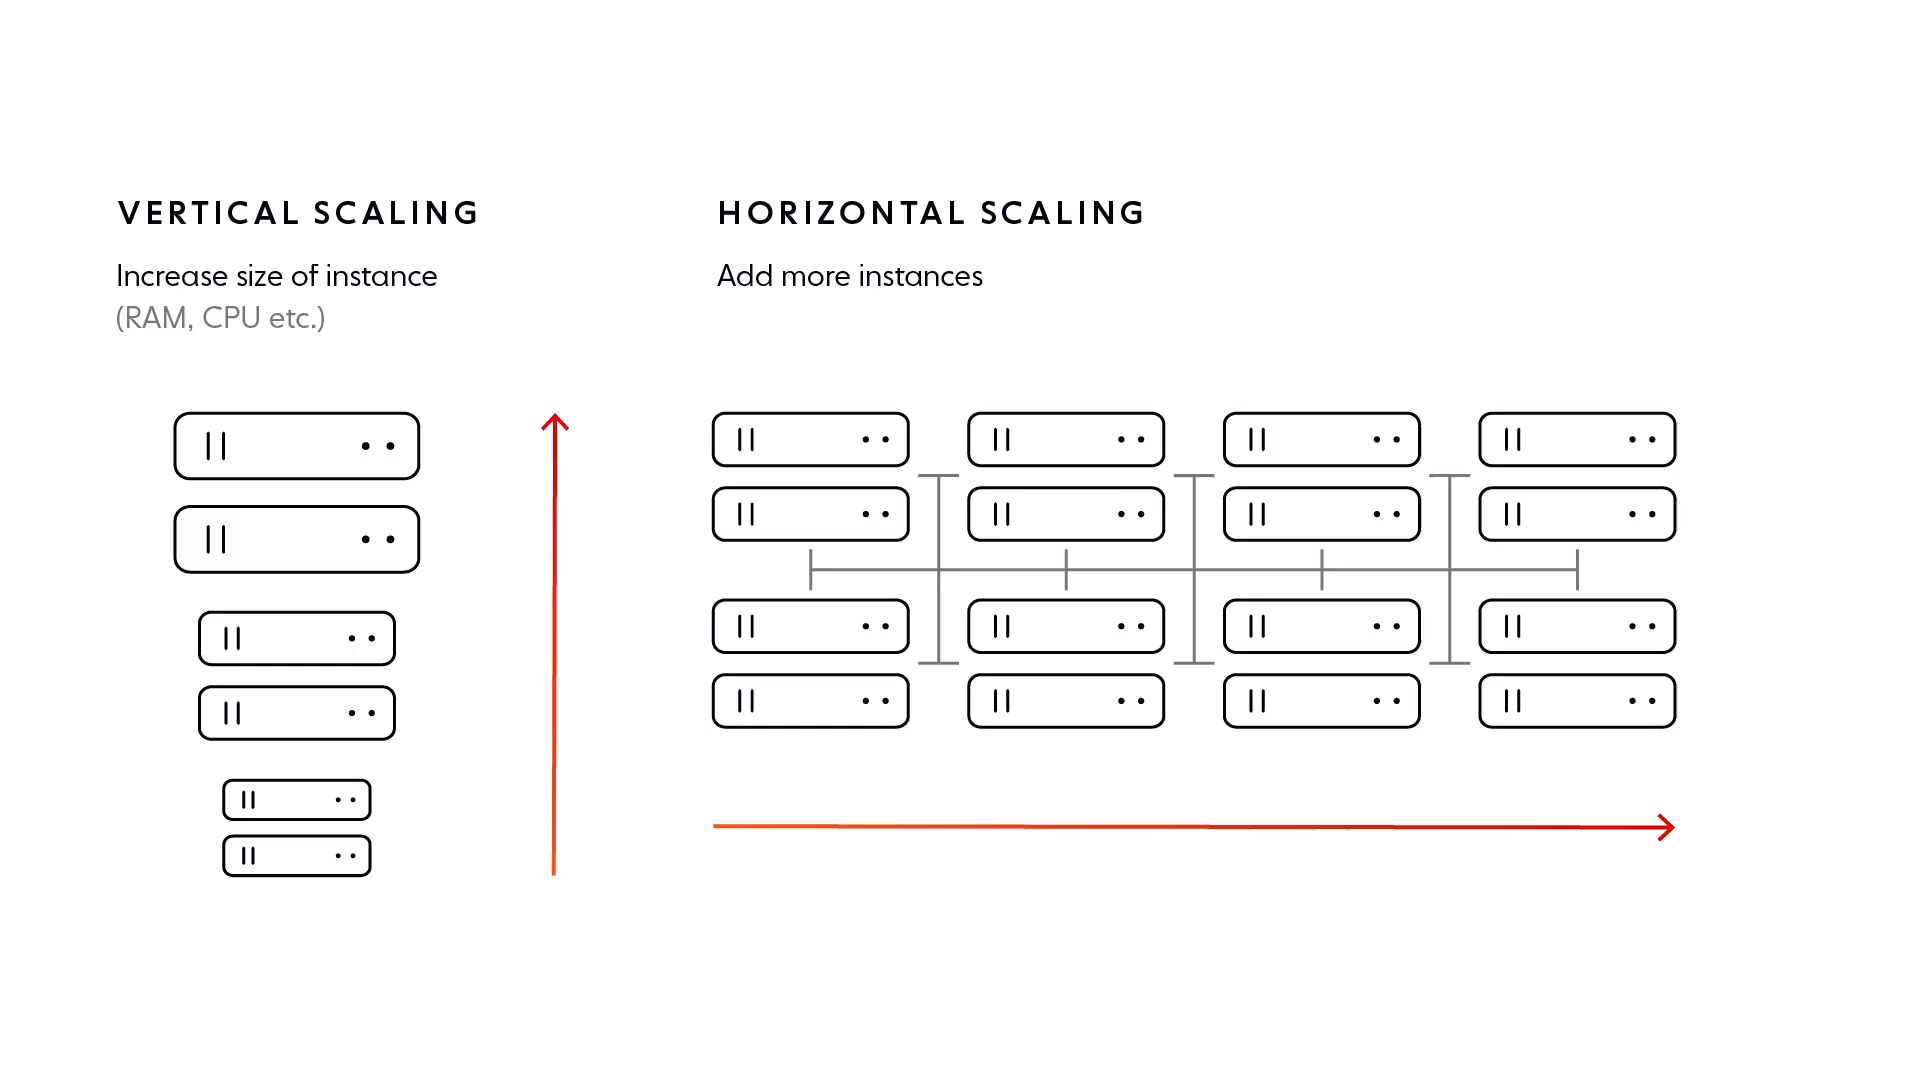 VERTICAL SCALING
Increase size of instance
(RAM, CPU etc.)
HORIZONTAL SCALING
Add more instances